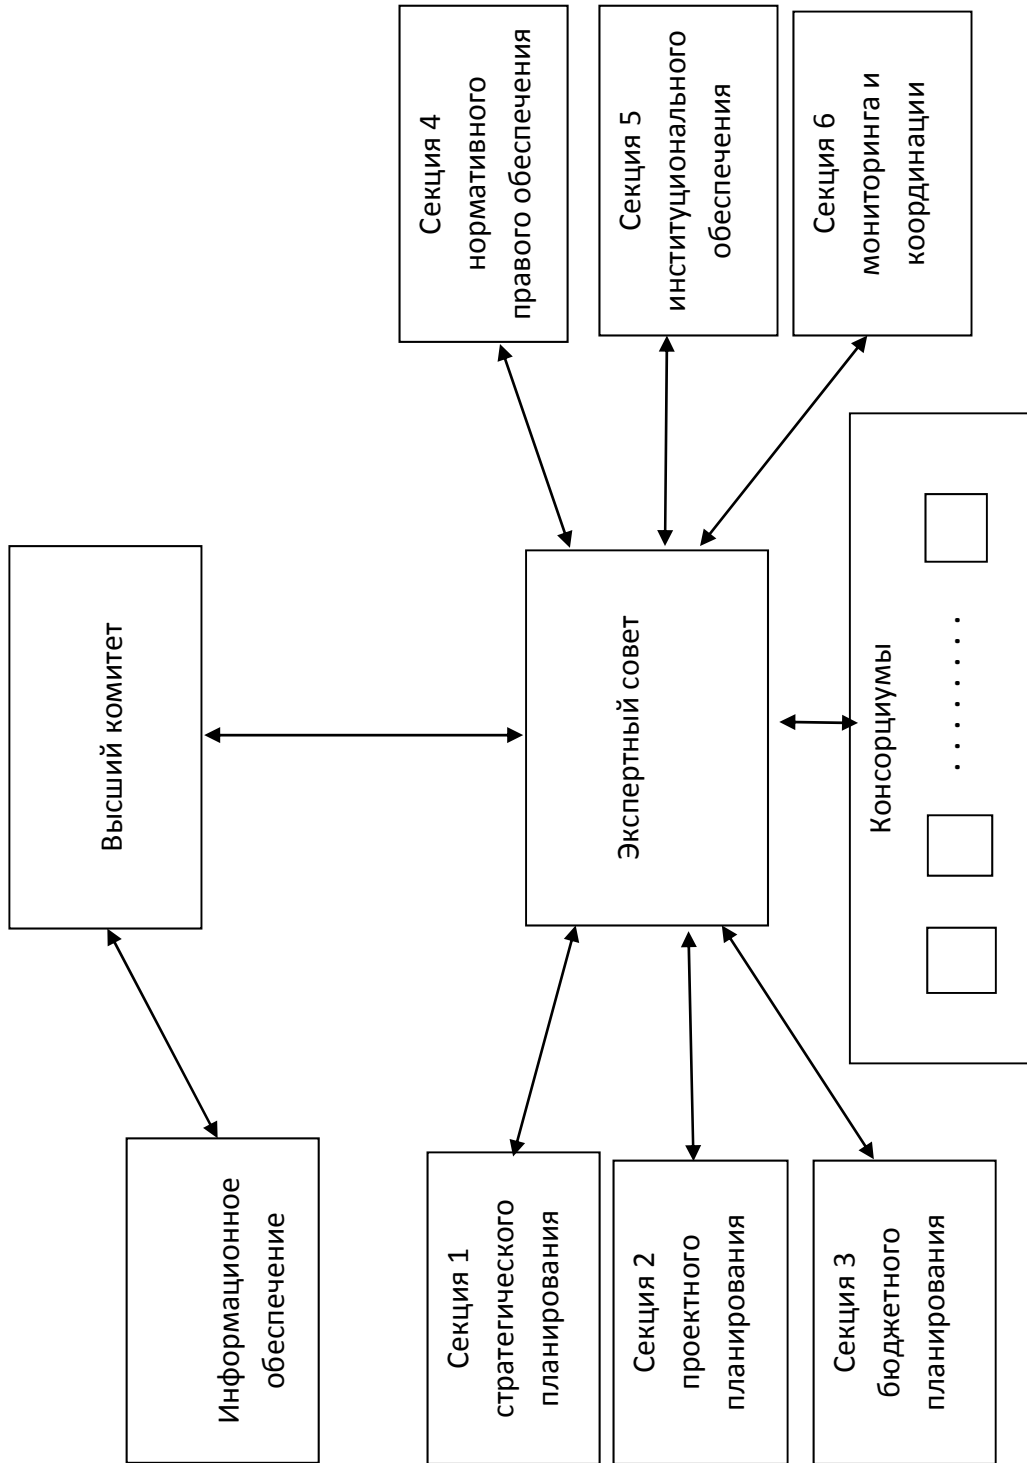 Высший комитет
Информационное
обеспечение
Экспертный совет
Секция 1
стратегического
планирования
Секция 2
проектного
планирования
Секция 3
бюджетного
планирования
Секция 4
нормативного
правого обеспечения
Секция 5
институционального
обеспечения
Секция 6
мониторинга и
координации
Консорциумы
. . . . . . . .